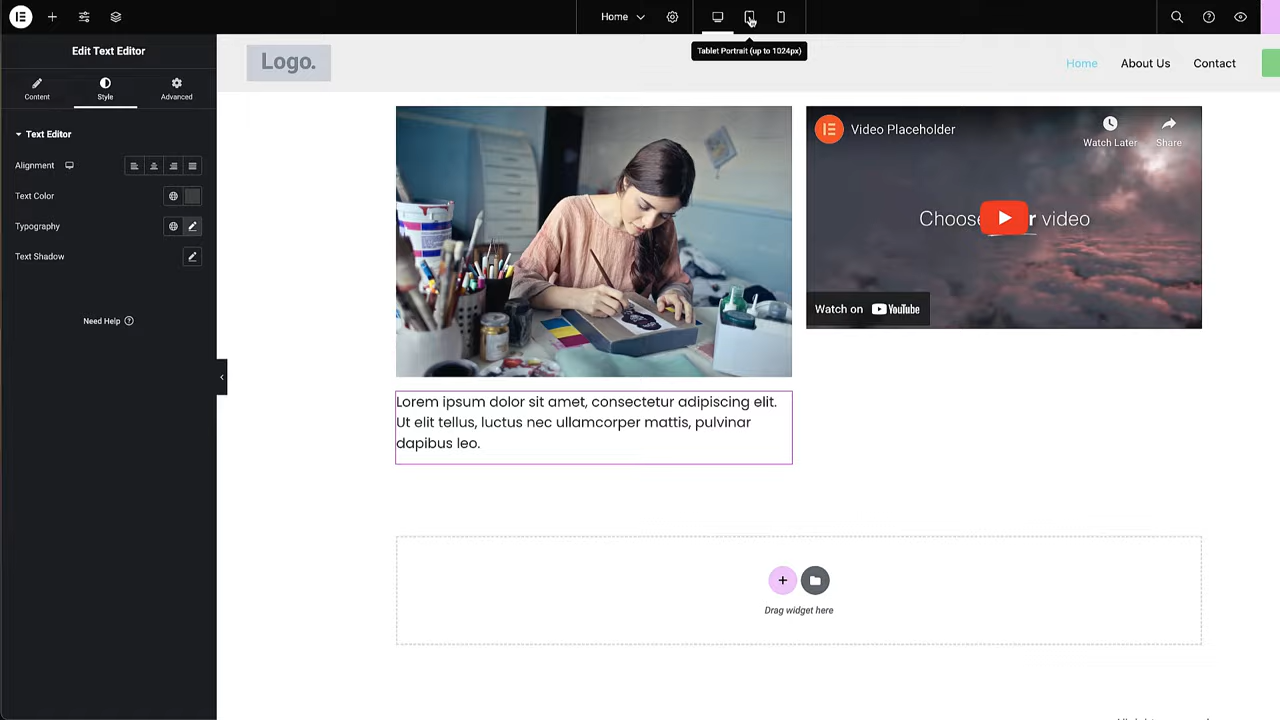 Home
Tablet Portrait (up to 1024px)
Edit Text Editor
Content
Style
Advanced
Text Editor
Alignment
Text Color
Typography
Text Shadow
Need Help
Logo.
Home
About Us
Contact
Video Placeholder
Watch Later
Share
Choose
r video
Watch on YouTube
Lorem ipsum dolor sit amet, consectetur adipiscing elit.
Ut elit tellus, luctus nec ullamcorper mattis, pulvinar
dapibus leo.
Drag widget here